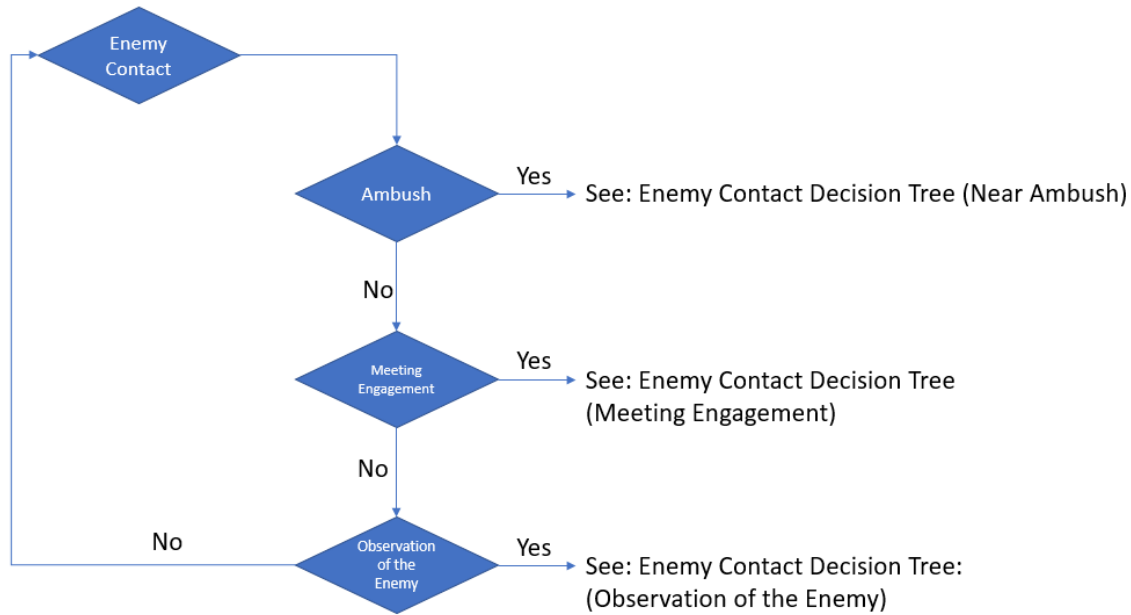 Enemy
Contact
Ambush
Yes
See: Enemy Contact Decision Tree (Near Ambush)
No
Meeting
Engagement
Yes
See: Enemy Contact Decision Tree
(Meeting Engagement)
No
Observation
of the
Enemy
Yes
See: Enemy Contact Decision Tree:
(Observation of the Enemy)
No